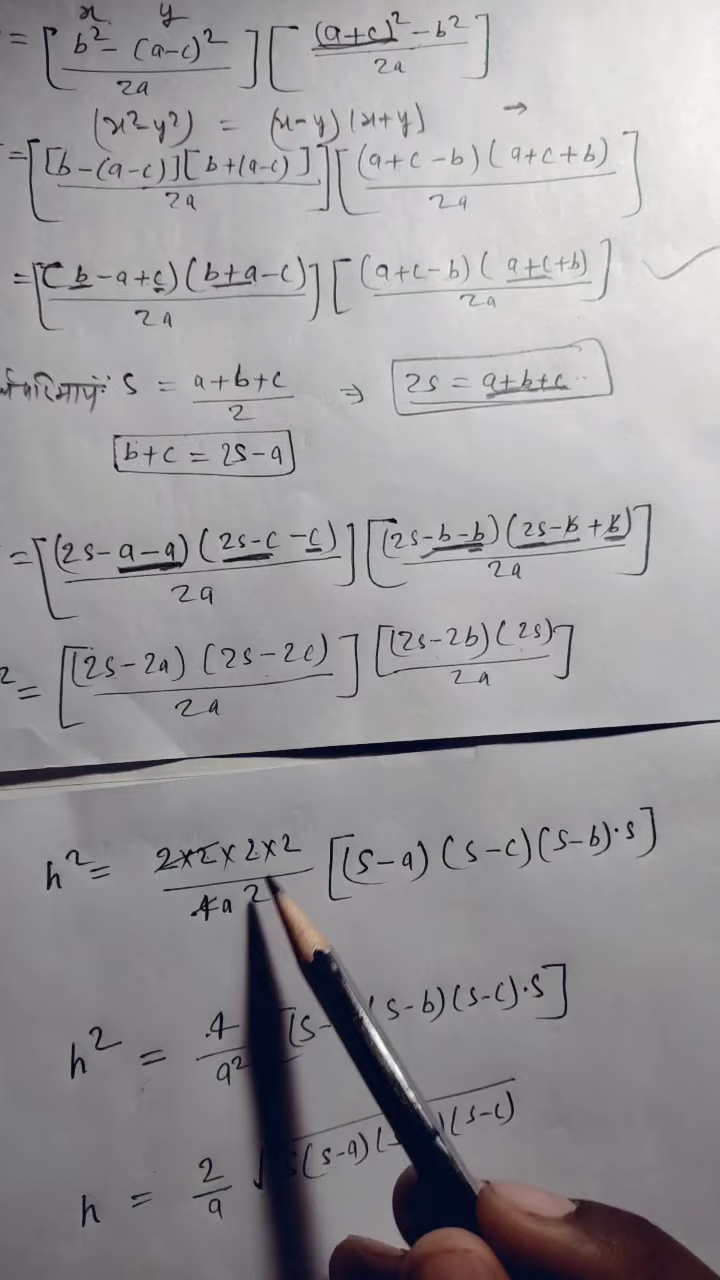 x y
= [ b² - (a-c)² / 2a ] [ (a+c)² - b² / 2a ]
(x² - y²) = (x-y) (x+y) →
= [ [b-(a-c)] [b+(a-c)] / 2a ] [ (a+c-b) (a+c+b) / 2a ]
= [ (b-a+c) (b+a-c) / 2a ] [ (a+c-b) (a+c+b) / 2a ] ✓
S = a+b+c / 2 ⇒ 2S = a+b+c
b+c = 2S-a
= [ (2S-a-a) (2S-c-c) / 2a ] [ (2S-b-b) (2S-b+b) / 2a ]
² = [ (2S-2a) (2S-2c) / 2a ] [ (2S-2b) (2S) / 2a ]
h² = 2×2×2×2 / 4a² [(S-a) (S-c) (S-b)·S]
h² = 4 / a² [(S- S-b) (S-c)·S]
h = 2 / a √ (S-a) ( ) (S-c)